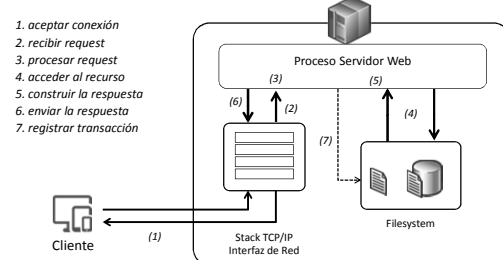 1. aceptar conexión
2. recibir request
3. procesar request
4. acceder al recurso
5. construir la respuesta
6. enviar la respuesta
7. registrar transacción
Proceso Servidor Web
(3)
(5)
(6)
(2)
(4)
(7)
Filesystem
Cliente
(1)
Stack TCP/IP
Interfaz de Red